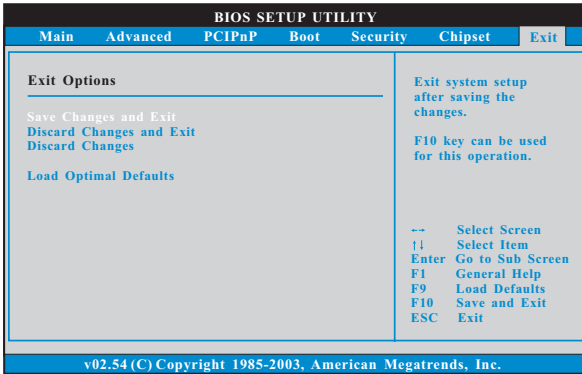 BIOS SETUP UTILITY
Main Advanced PCIPnP Boot Security Chipset Exit
Exit Options
Save Changes and Exit
Discard Changes and Exit
Discard Changes
Load Optimal Defaults
Exit system setup
after saving the
changes.
F10 key can be used
for this operation.
←→ Select Screen
↑↓ Select Item
Enter Go to Sub Screen
F1 General Help
F9 Load Defaults
F10 Save and Exit
ESC Exit
v02.54 (C) Copyright 1985-2003, American Megatrends, Inc.